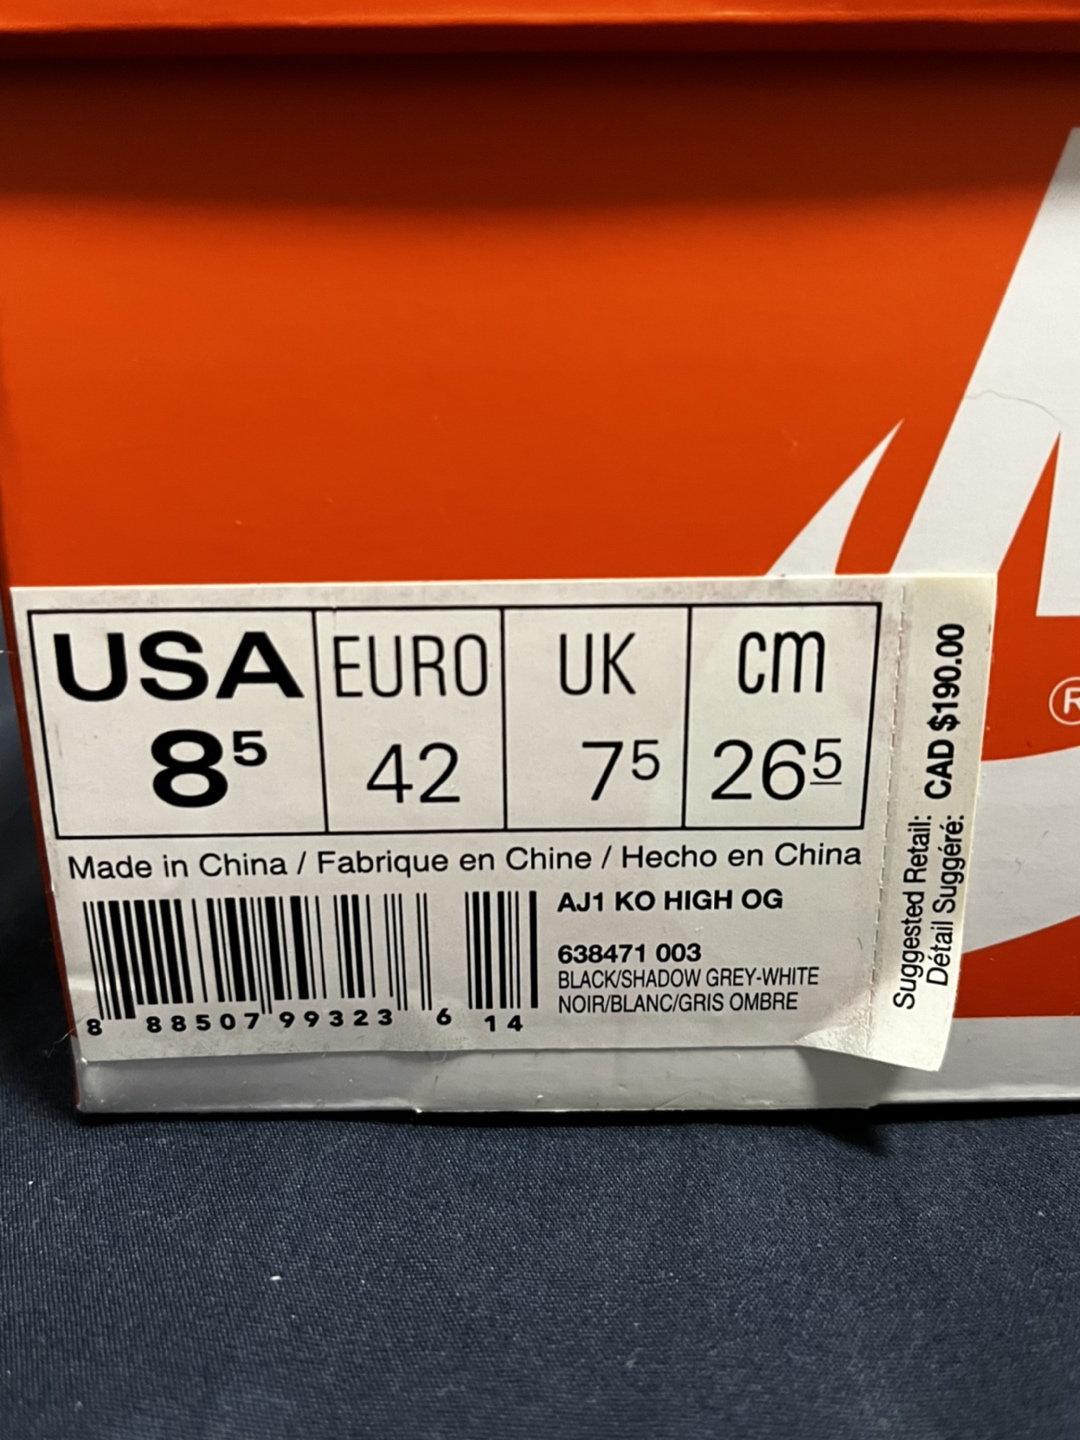 USA EURO UK cm
8⁵ 42 7⁵ 26⁵
Made in China / Fabrique en Chine / Hecho en China
AJ1 KO HIGH OG
638471 003
BLACK/SHADOW GREY-WHITE
NOIR/BLANC/GRIS OMBRE
8 88507 99323 6 14
Suggested Retail: CAD $190.00
Détail Suggéré:
®